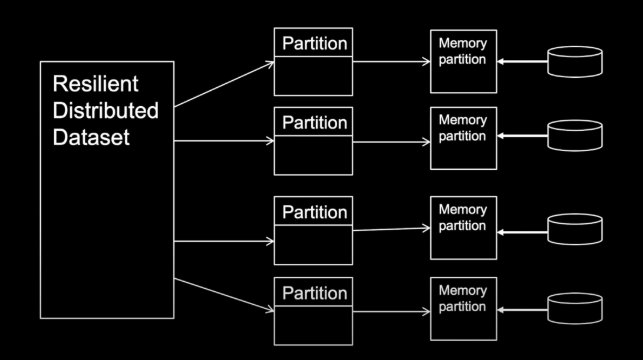 Resilient
Distributed
Dataset
Partition
Memory
partition
Partition
Memory
partition
Partition
Memory
partition
Partition
Memory
partition